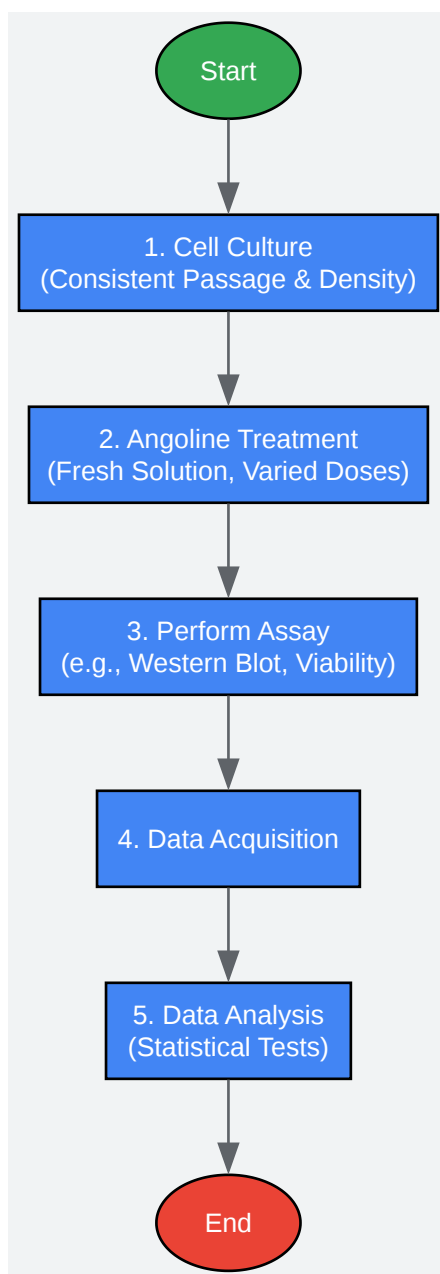 Start
1. Cell Culture
(Consistent Passage & Density)
2. Angoline Treatment
(Fresh Solution, Varied Doses)
3. Perform Assay
(e.g., Western Blot, Viability)
4. Data Acquisition
5. Data Analysis
(Statistical Tests)
End